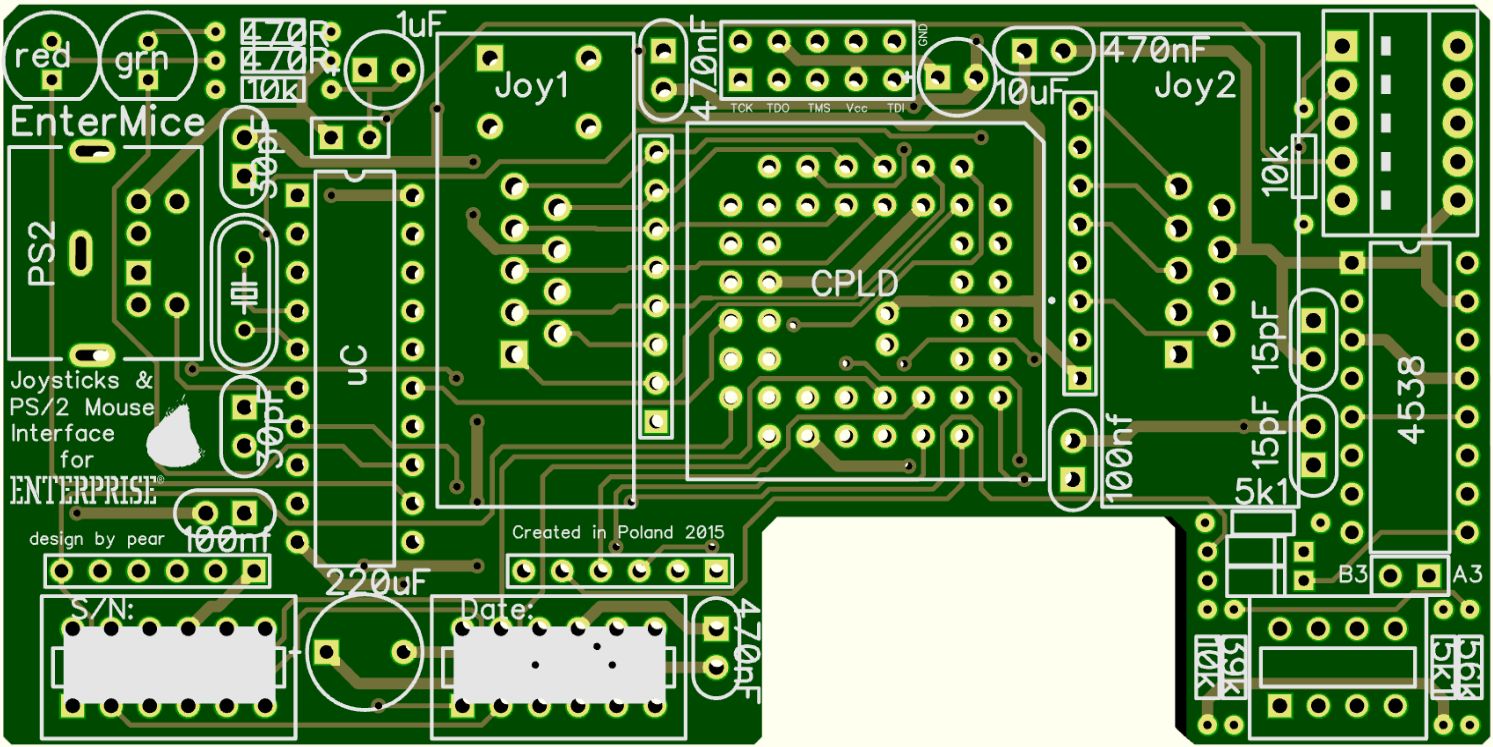 red
grn
470R
470R
10k
1uF
+
Joy1
470nF
GND
TCK TDO TMS Vcc TDI
+
10uF
470nF
Joy2
10k
EnterMice
30pF
PS2
uC
CPLD
15pF
15pF
4538
30pF
Joysticks &
PS/2 Mouse
Interface
for
ENTERPRISE®
100nf
5k1
100nf
design by pear
Created in Poland 2015
220uF
B3 A3
S/N:
Date:
470nF
10k
39k
5k1
56k